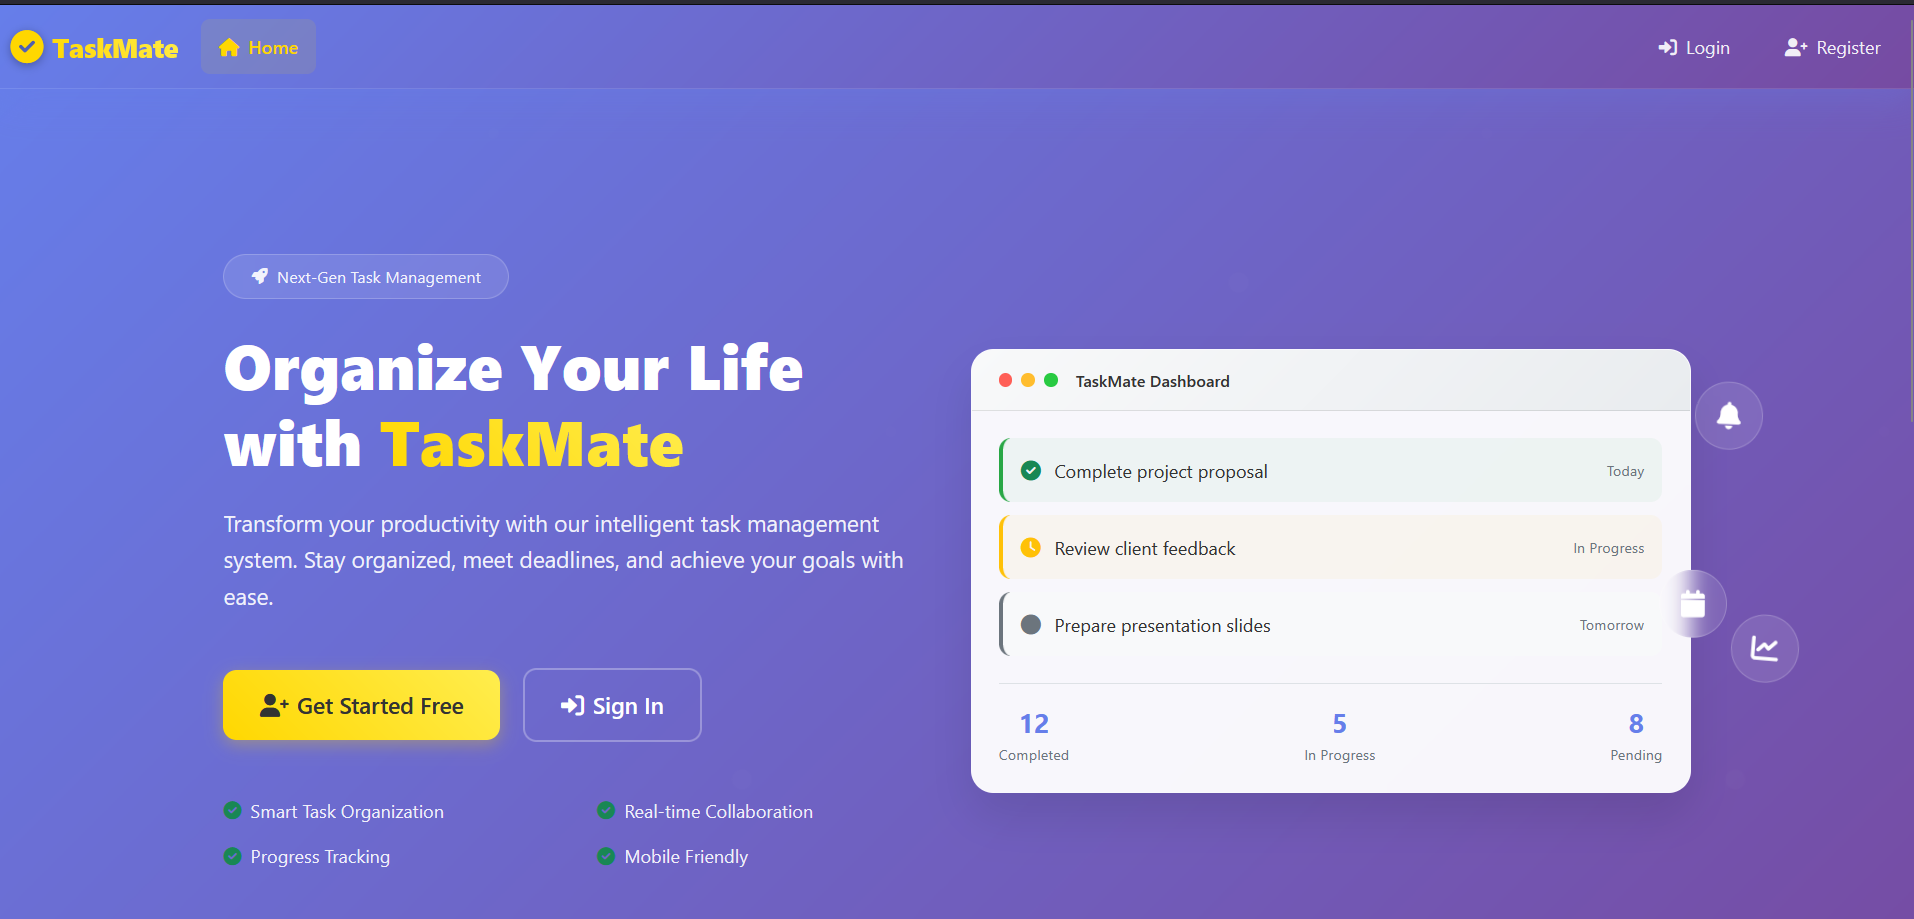 TaskMate
Home
Login
Register
Next-Gen Task Management
Organize Your Life
with TaskMate
Transform your productivity with our intelligent task management
system. Stay organized, meet deadlines, and achieve your goals with
ease.
Get Started Free
Sign In
Smart Task Organization
Real-time Collaboration
Progress Tracking
Mobile Friendly
TaskMate Dashboard
Complete project proposal
Today
Review client feedback
In Progress
Prepare presentation slides
Tomorrow
12
Completed
5
In Progress
8
Pending